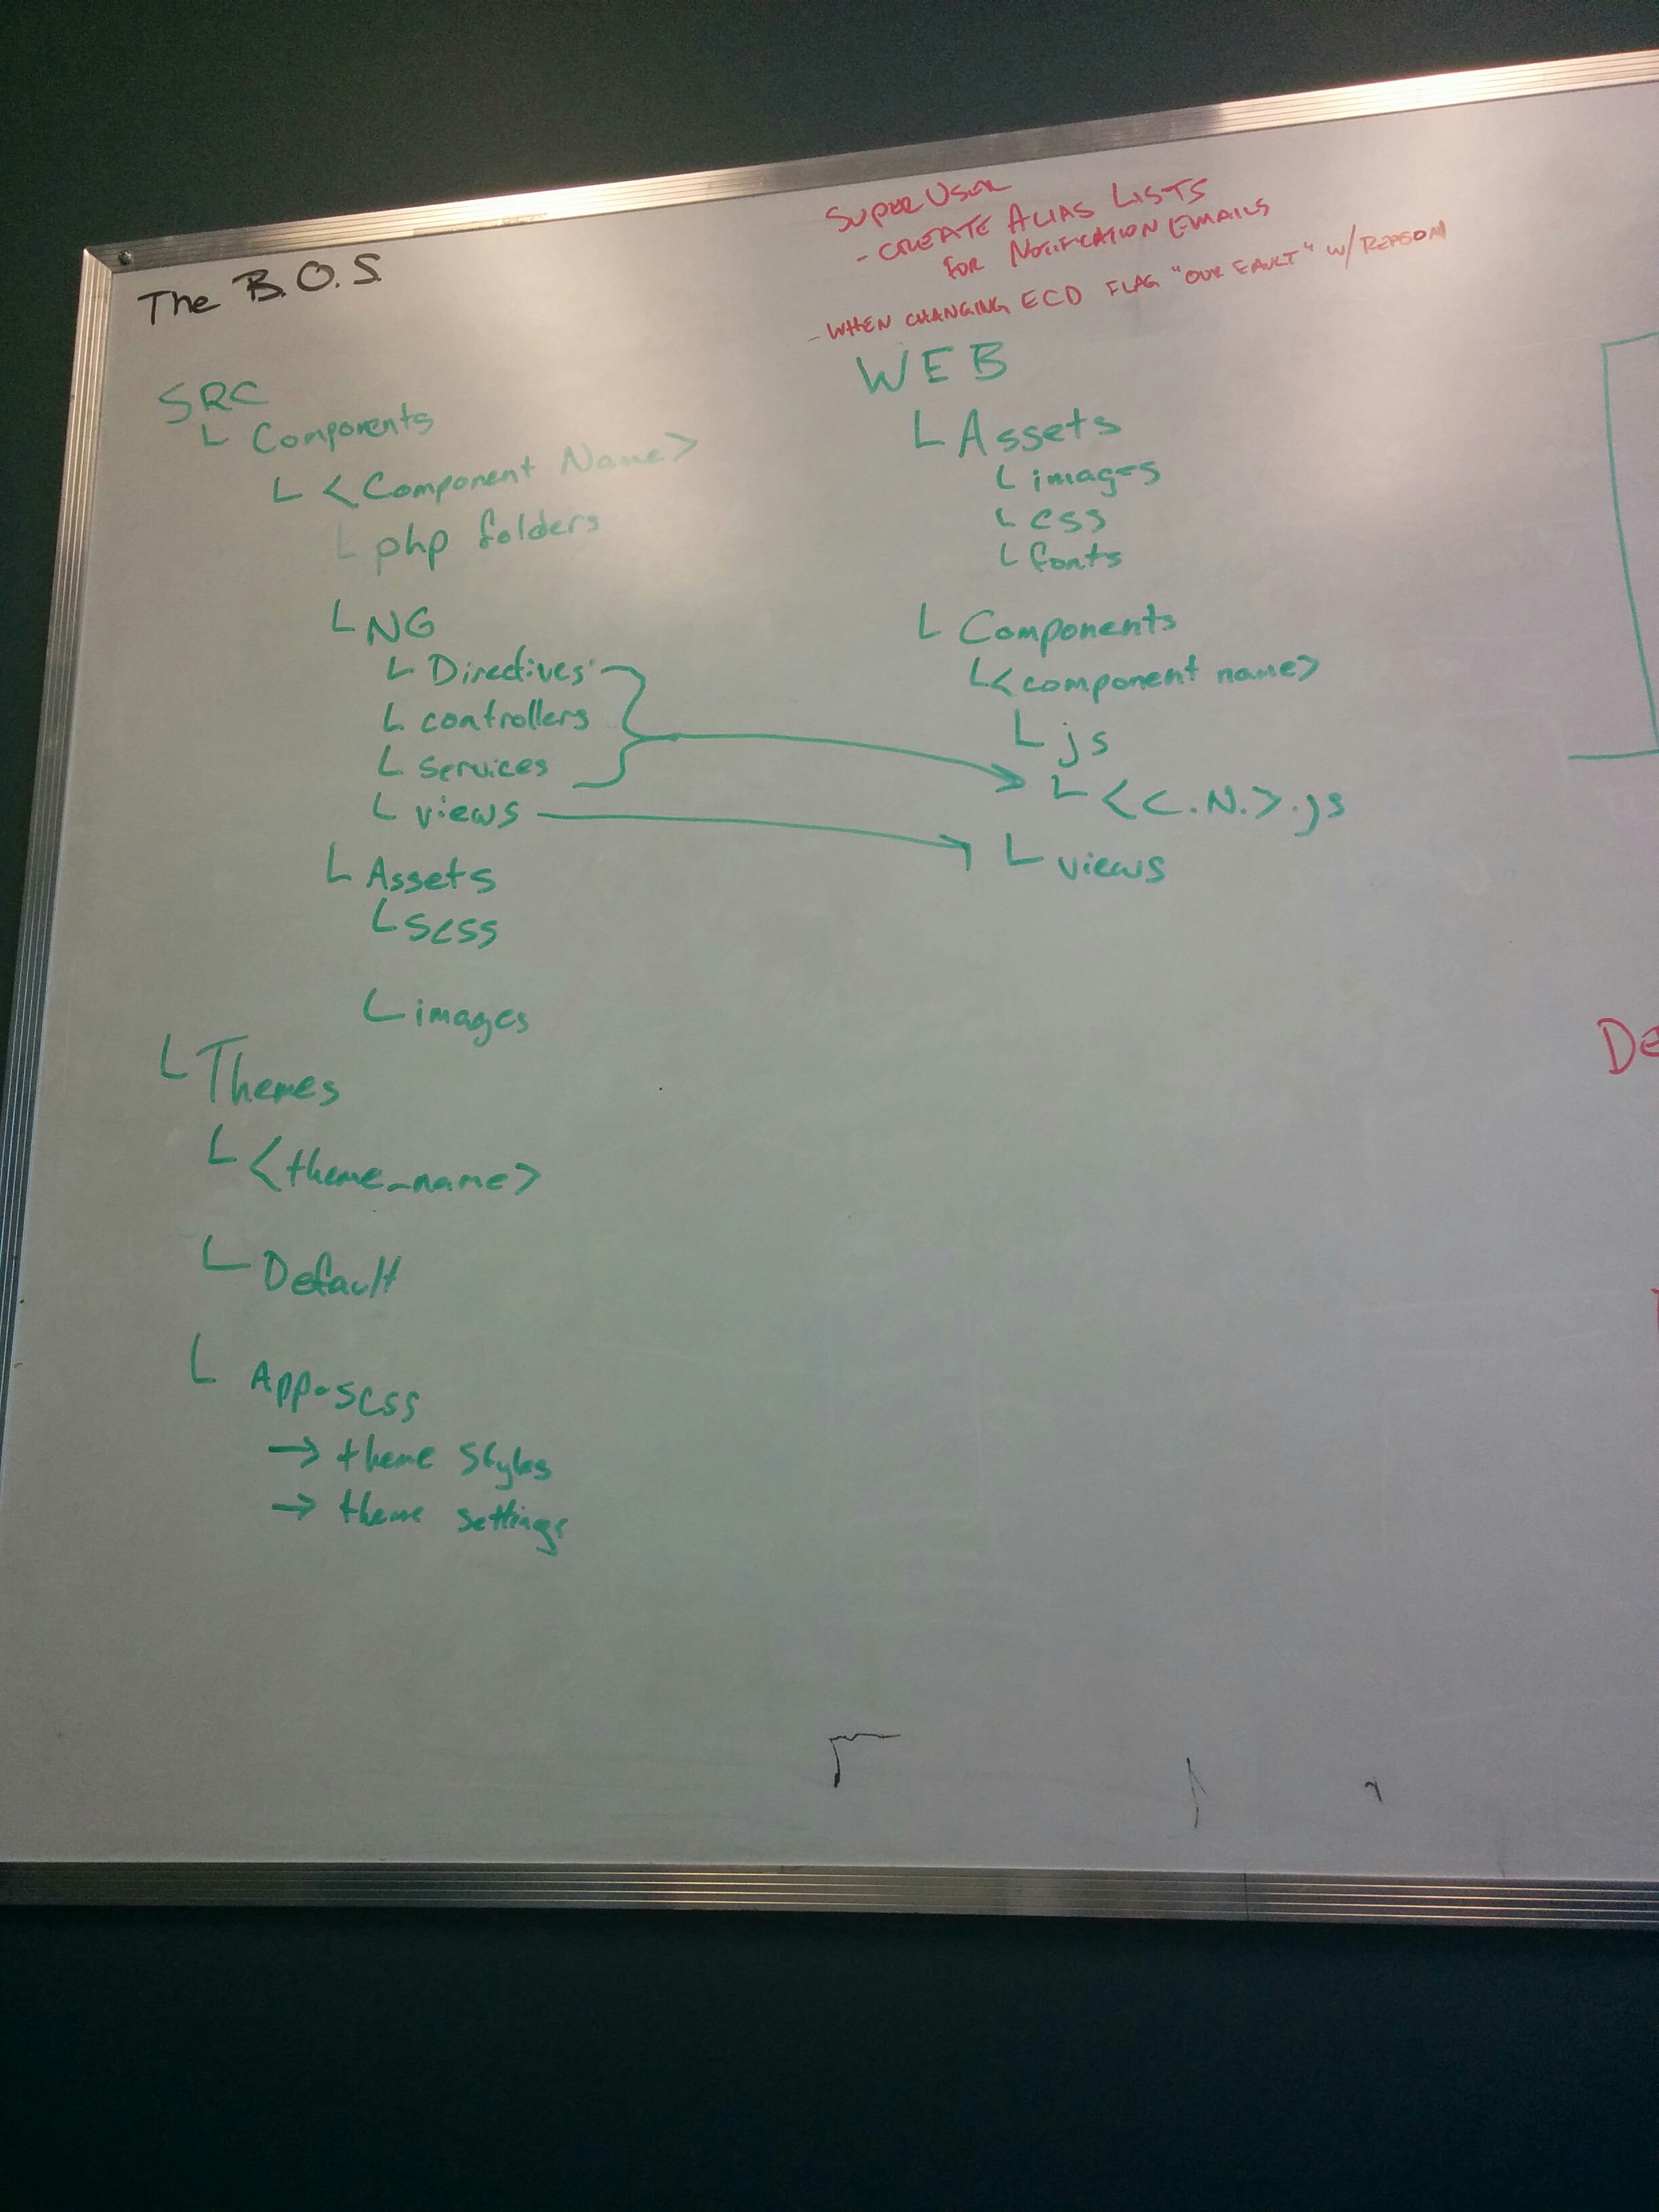 The B.O.S.
SUPER USER
- CREATE ALIAS LISTS
FOR NOTIFICATION EMAILS
- WHEN CHANGING ECD FLAG "OUR FAULT" W/ REASON
SRC
└ Components
└ <Component Name>
└ php folders
└ NG
└ Directives
└ controllers
└ services
└ views
└ Assets
└ scss
└ images
└ Themes
└ <theme_name>
└ Default
└ App.scss
→ theme styles
→ theme settings
WEB
└ Assets
└ images
└ css
└ fonts
└ Components
└ <component name>
└ js
└ <C.N.>.js
└ views
De